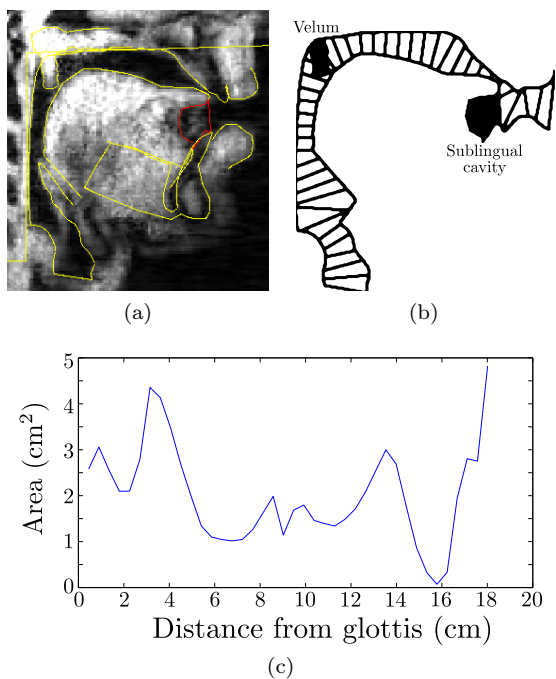 Velum
Sublingual
cavity
(a)
(b)
Area (cm²)
5
4
3
2
1
0
0 2 4 6 8 10 12 14 16 18 20
Distance from glottis (cm)
(c)